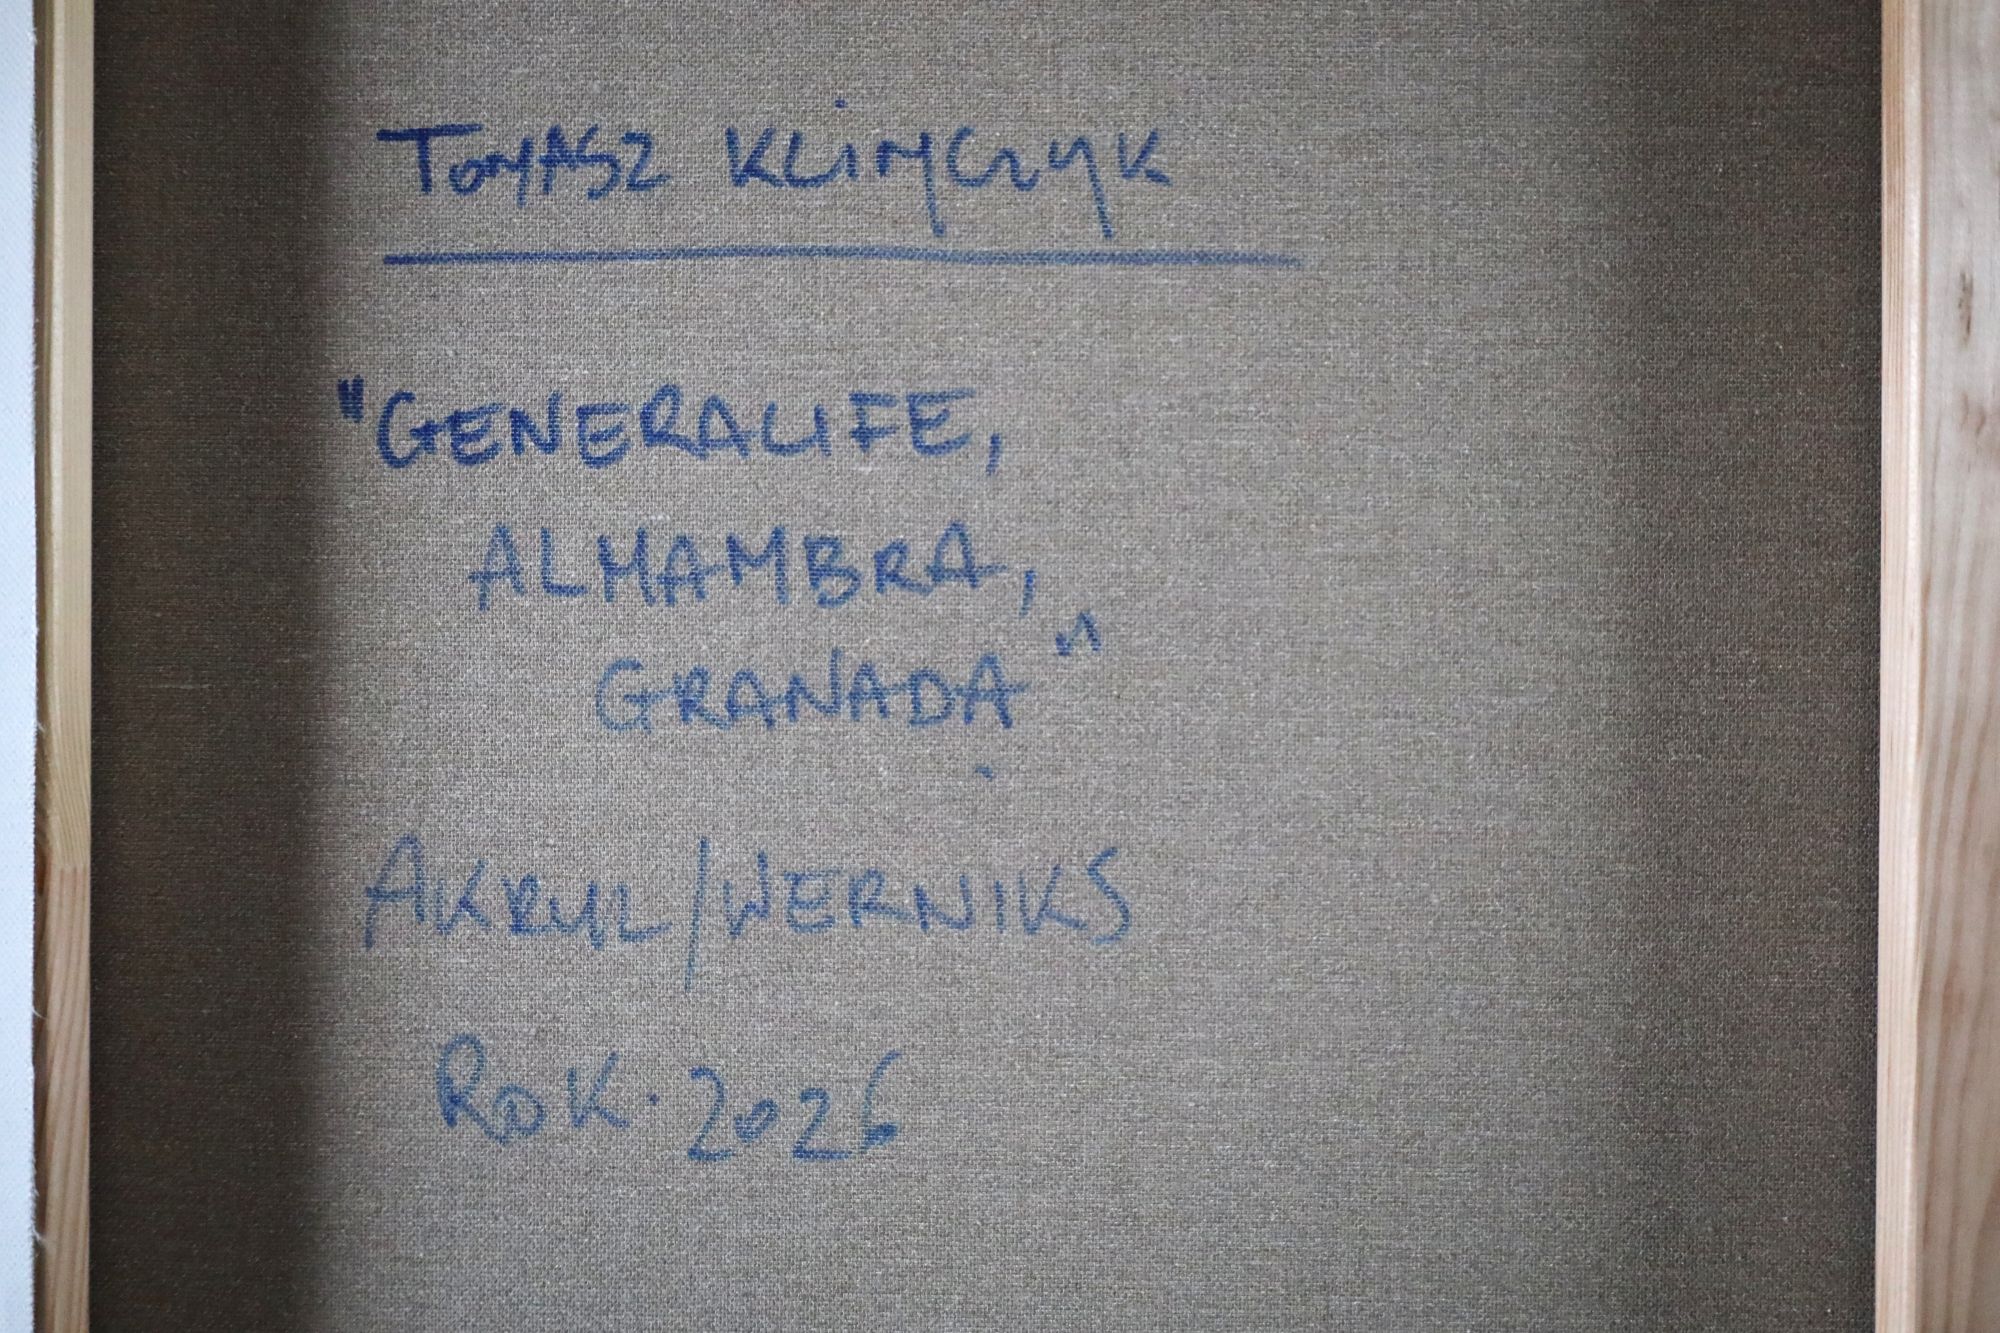 Tomasz Klimczyk
"GENERALIFE,
ALHAMBRA,
GRANADA"
AKRYL/WERNIKS
ROK. 2026